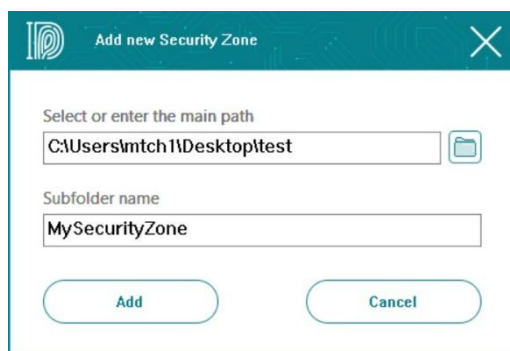 Add new Security Zone
Select or enter the main path
C:\Users\mtch1\Desktop\test
Subfolder name
MySecurityZone
Add
Cancel